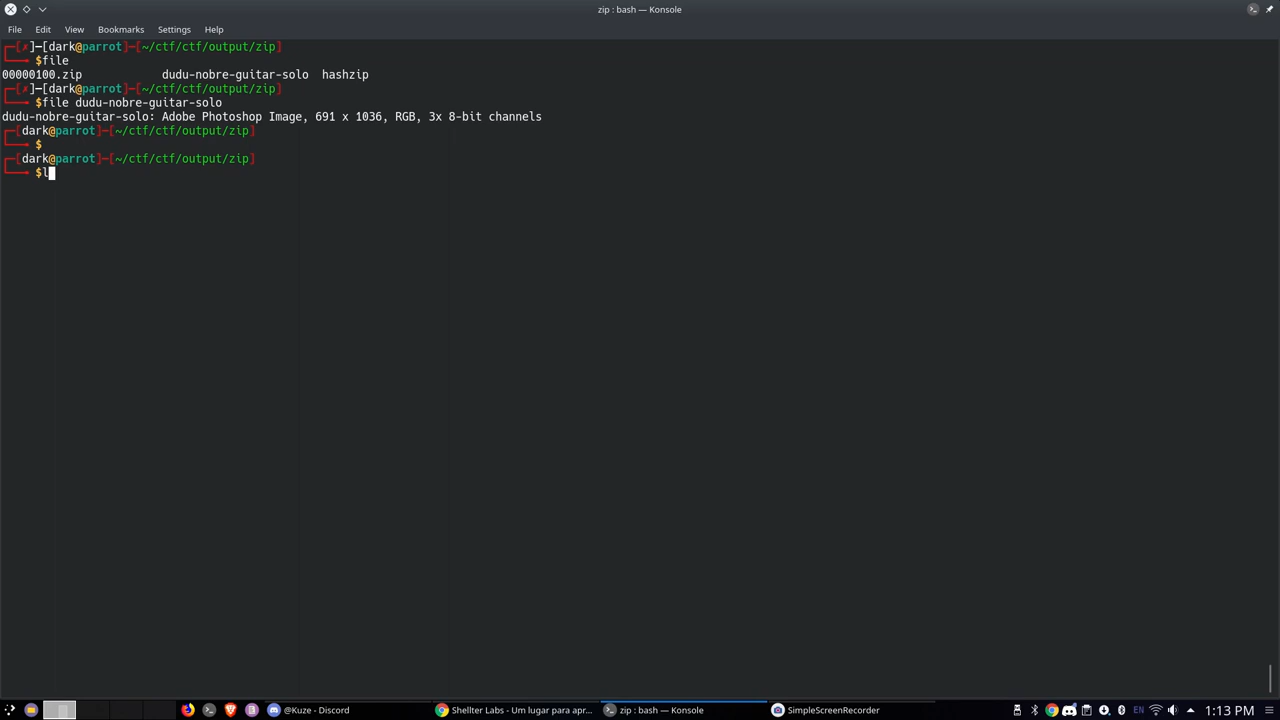 zip : bash — Konsole
File Edit View Bookmarks Settings Help
┌─[✗]─[dark@parrot]─[~/ctf/ctf/output/zip]
└──╼ $file
00000100.zip dudu-nobre-guitar-solo hashzip
┌─[✗]─[dark@parrot]─[~/ctf/ctf/output/zip]
└──╼ $file dudu-nobre-guitar-solo
dudu-nobre-guitar-solo: Adobe Photoshop Image, 691 x 1036, RGB, 3x 8-bit channels
┌─[dark@parrot]─[~/ctf/ctf/output/zip]
└──╼ $
┌─[dark@parrot]─[~/ctf/ctf/output/zip]
└──╼ $l
@Kuze - Discord Shellter Labs - Um lugar para apr... zip : bash — Konsole SimpleScreenRecorder EN 1:13 PM